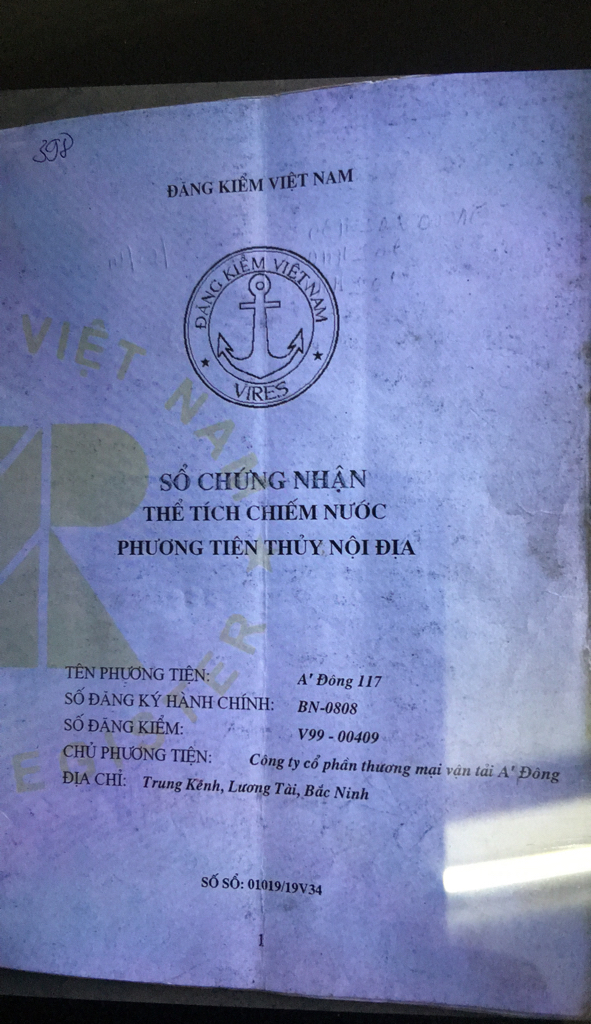 398
ĐĂNG KIỂM VIỆT NAM
ĐĂNG KIỂM VIỆT NAM
VIRES
VIỆT NAM
REGISTER
SỔ CHỨNG NHẬN
THỂ TÍCH CHIẾM NƯỚC
PHƯƠNG TIỆN THỦY NỘI ĐỊA
TÊN PHƯƠNG TIỆN: A' Đông 117
SỐ ĐĂNG KÝ HÀNH CHÍNH: BN-0808
SỐ ĐĂNG KIỂM: V99 - 00409
CHỦ PHƯƠNG TIỆN: Công ty cổ phần thương mại vận tải A' Đông
ĐỊA CHỈ: Trung Kênh, Lương Tài, Bắc Ninh
SỐ SỔ: 01019/19V34
1